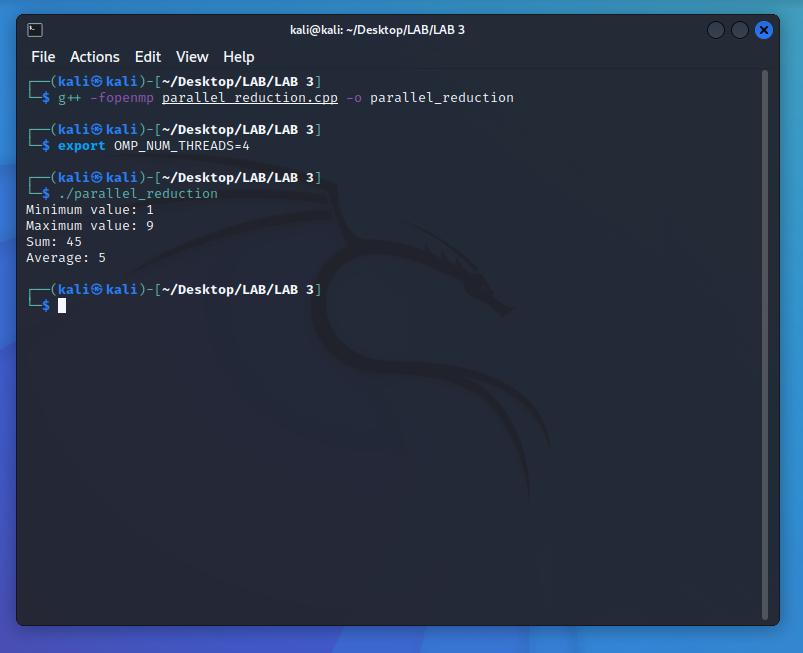 kali@kali: ~/Desktop/LAB/LAB 3
File Actions Edit View Help
┌──(kali㉿kali)-[~/Desktop/LAB/LAB 3]
└─$ g++ -fopenmp parallel_reduction.cpp -o parallel_reduction
┌──(kali㉿kali)-[~/Desktop/LAB/LAB 3]
└─$ export OMP_NUM_THREADS=4
┌──(kali㉿kali)-[~/Desktop/LAB/LAB 3]
└─$ ./parallel_reduction
Minimum value: 1
Maximum value: 9
Sum: 45
Average: 5
┌──(kali㉿kali)-[~/Desktop/LAB/LAB 3]
└─$